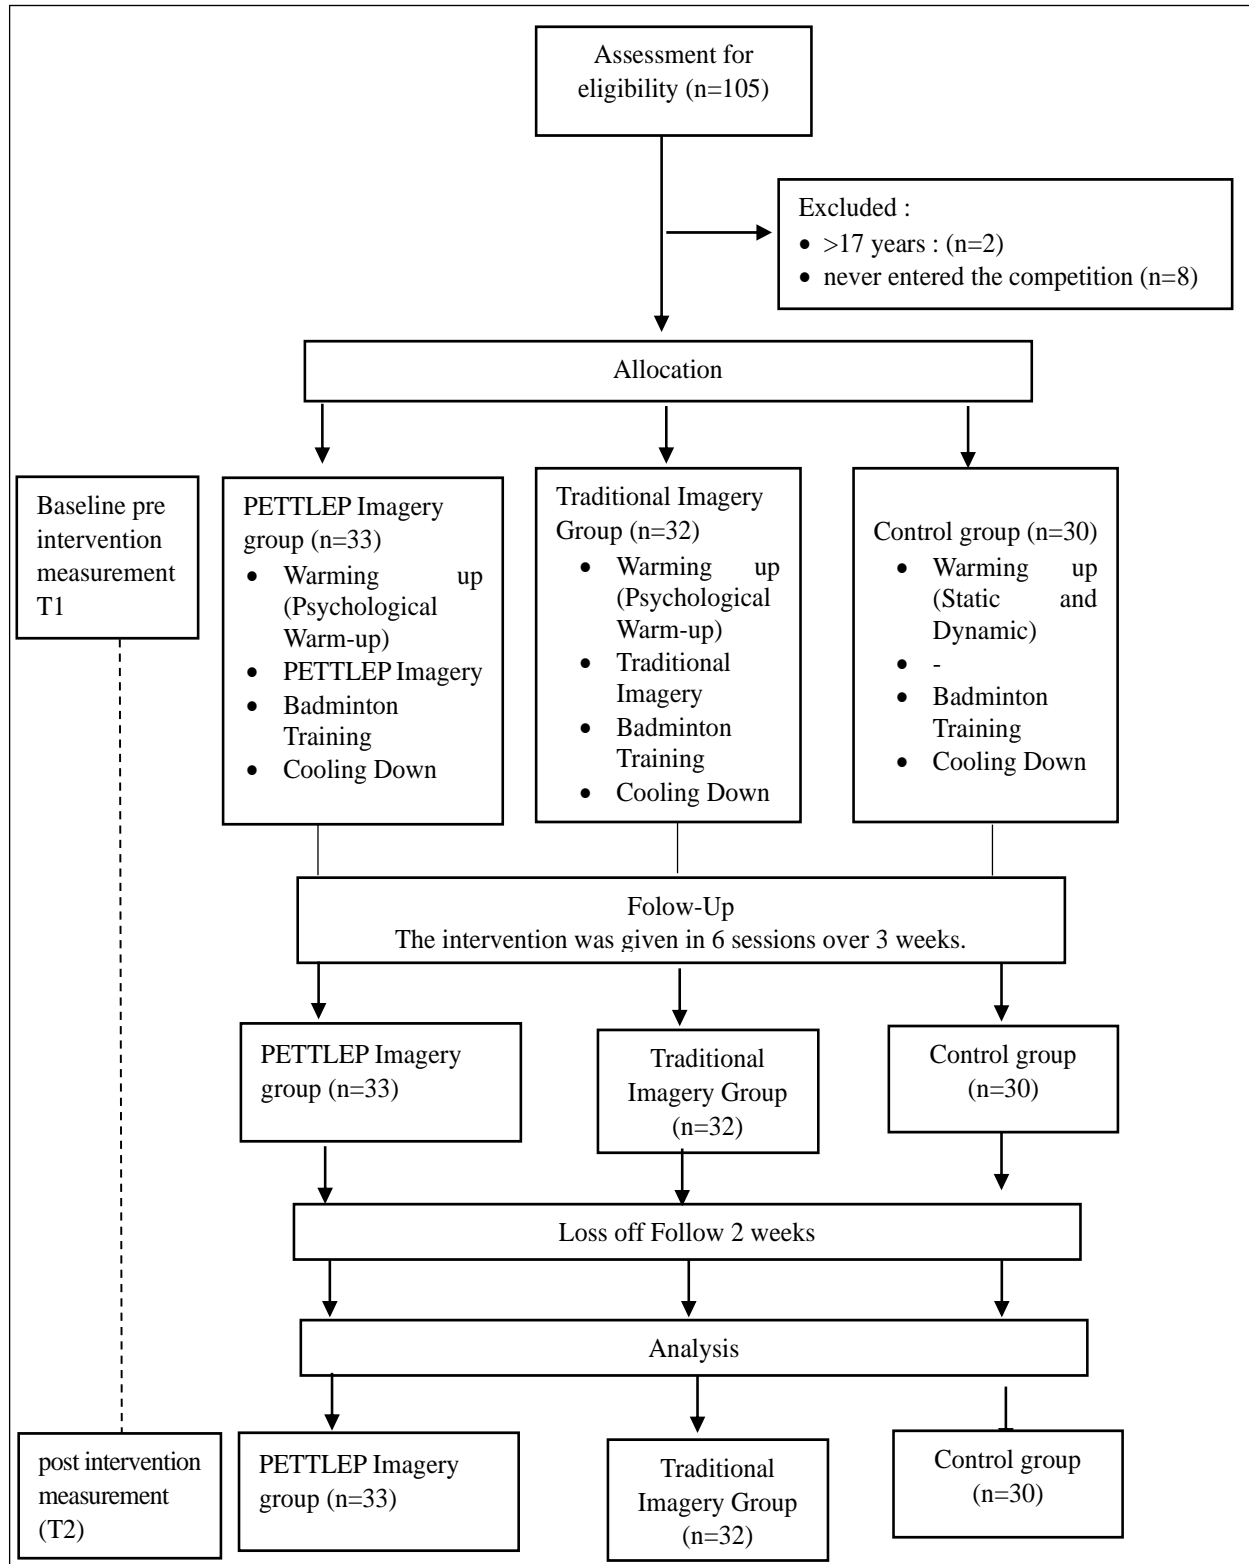 Assessment for
eligibility (n=105)
Excluded :
• >17 years : (n=2)
• never entered the competition (n=8)
Allocation
Baseline pre
intervention
measurement
T1
PETTLEP Imagery
group (n=33)
• Warming up
(Psychological
Warm-up)
• PETTLEP Imagery
• Badminton
Training
• Cooling Down
Traditional Imagery
Group (n=32)
• Warming up
(Psychological
Warm-up)
• Traditional
Imagery
• Badminton
Training
• Cooling Down
Control group (n=30)
• Warming up
(Static and
Dynamic)
• -
• Badminton
Training
• Cooling Down
Folow-Up
The intervention was given in 6 sessions over 3 weeks.
PETTLEP Imagery
group (n=33)
Traditional
Imagery Group
(n=32)
Control group
(n=30)
Loss off Follow 2 weeks
Analysis
post intervention
measurement
(T2)
PETTLEP Imagery
group (n=33)
Traditional
Imagery Group
(n=32)
Control group
(n=30)